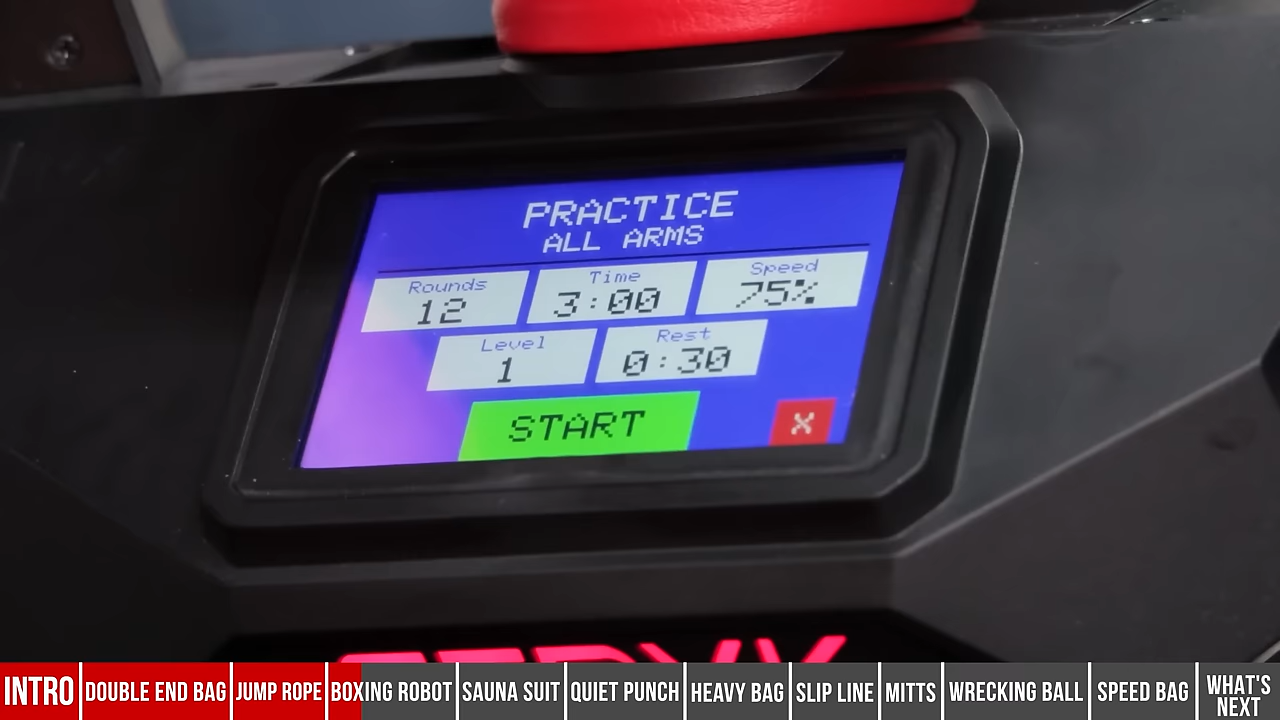 PRACTICE
ALL ARMS
Rounds
12
Time
3:00
Speed
75%
Level
1
Rest
0:30
START
X
INTRO
DOUBLE END BAG
JUMP ROPE
BOXING ROBOT
SAUNA SUIT
QUIET PUNCH
HEAVY BAG
SLIP LINE
MITTS
WRECKING BALL
SPEED BAG
WHAT'S
NEXT